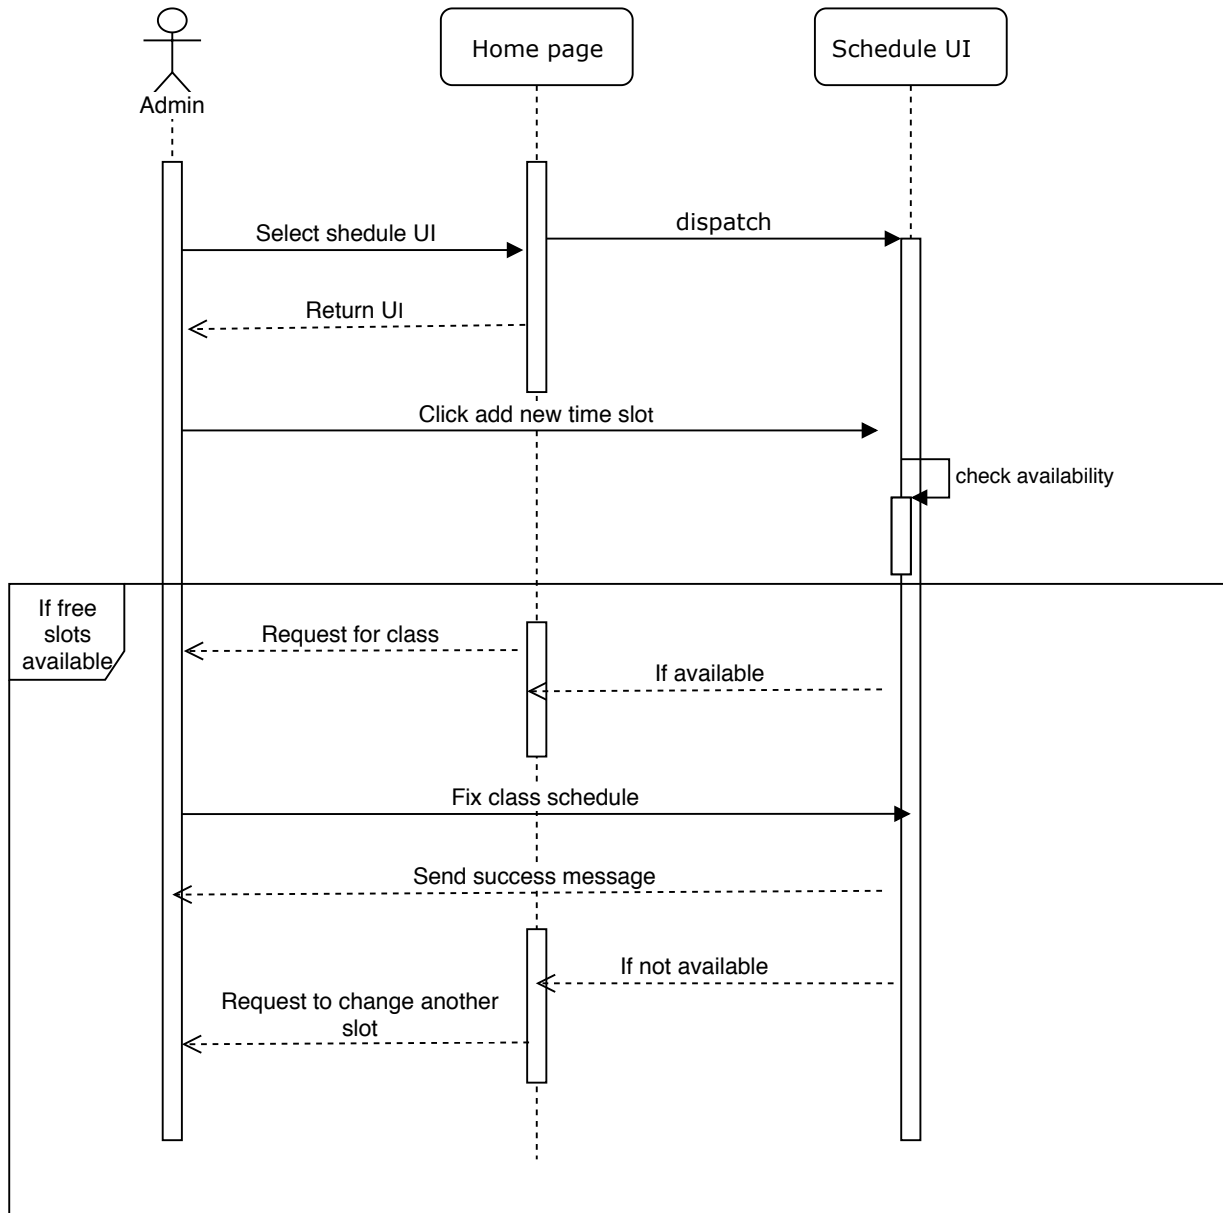 Admin
Home page
Schedule UI
Select shedule UI
dispatch
Return UI
Click add new time slot
check availability
If free
slots
available
Request for class
If available
Fix class schedule
Send success message
If not available
Request to change another
slot